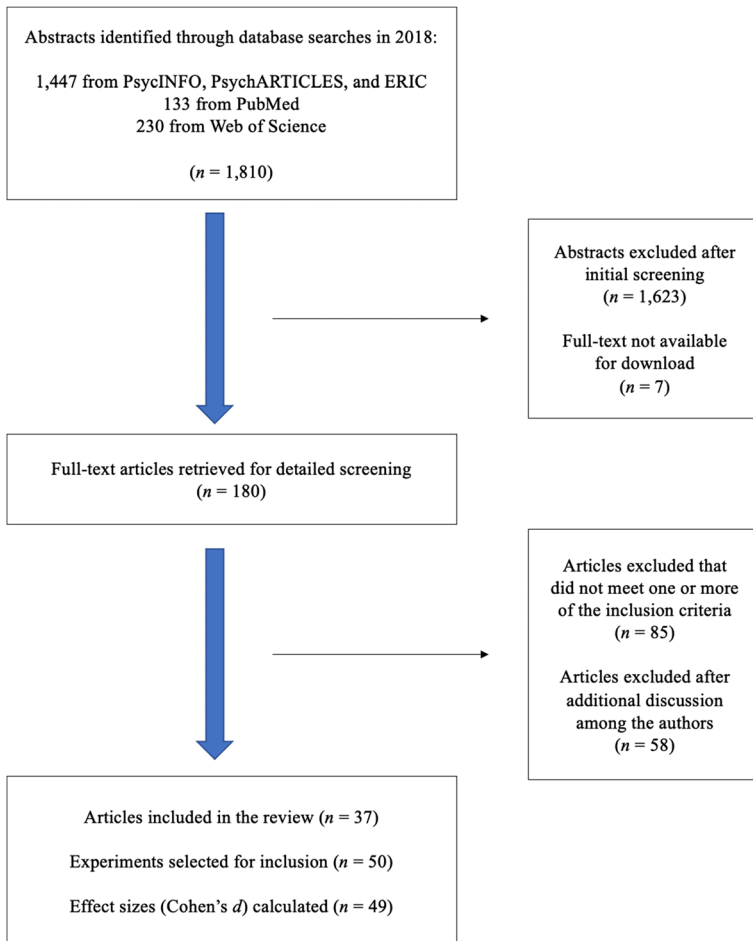 Abstracts identified through database searches in 2018:
1,447 from PsycINFO, PsychARTICLES, and ERIC
133 from PubMed
230 from Web of Science
(n = 1,810)
Abstracts excluded after
initial screening
(n = 1,623)
Full-text not available
for download
(n = 7)
Full-text articles retrieved for detailed screening
(n = 180)
Articles excluded that
did not meet one or more
of the inclusion criteria
(n = 85)
Articles excluded after
additional discussion
among the authors
(n = 58)
Articles included in the review (n = 37)
Experiments selected for inclusion (n = 50)
Effect sizes (Cohen's d) calculated (n = 49)